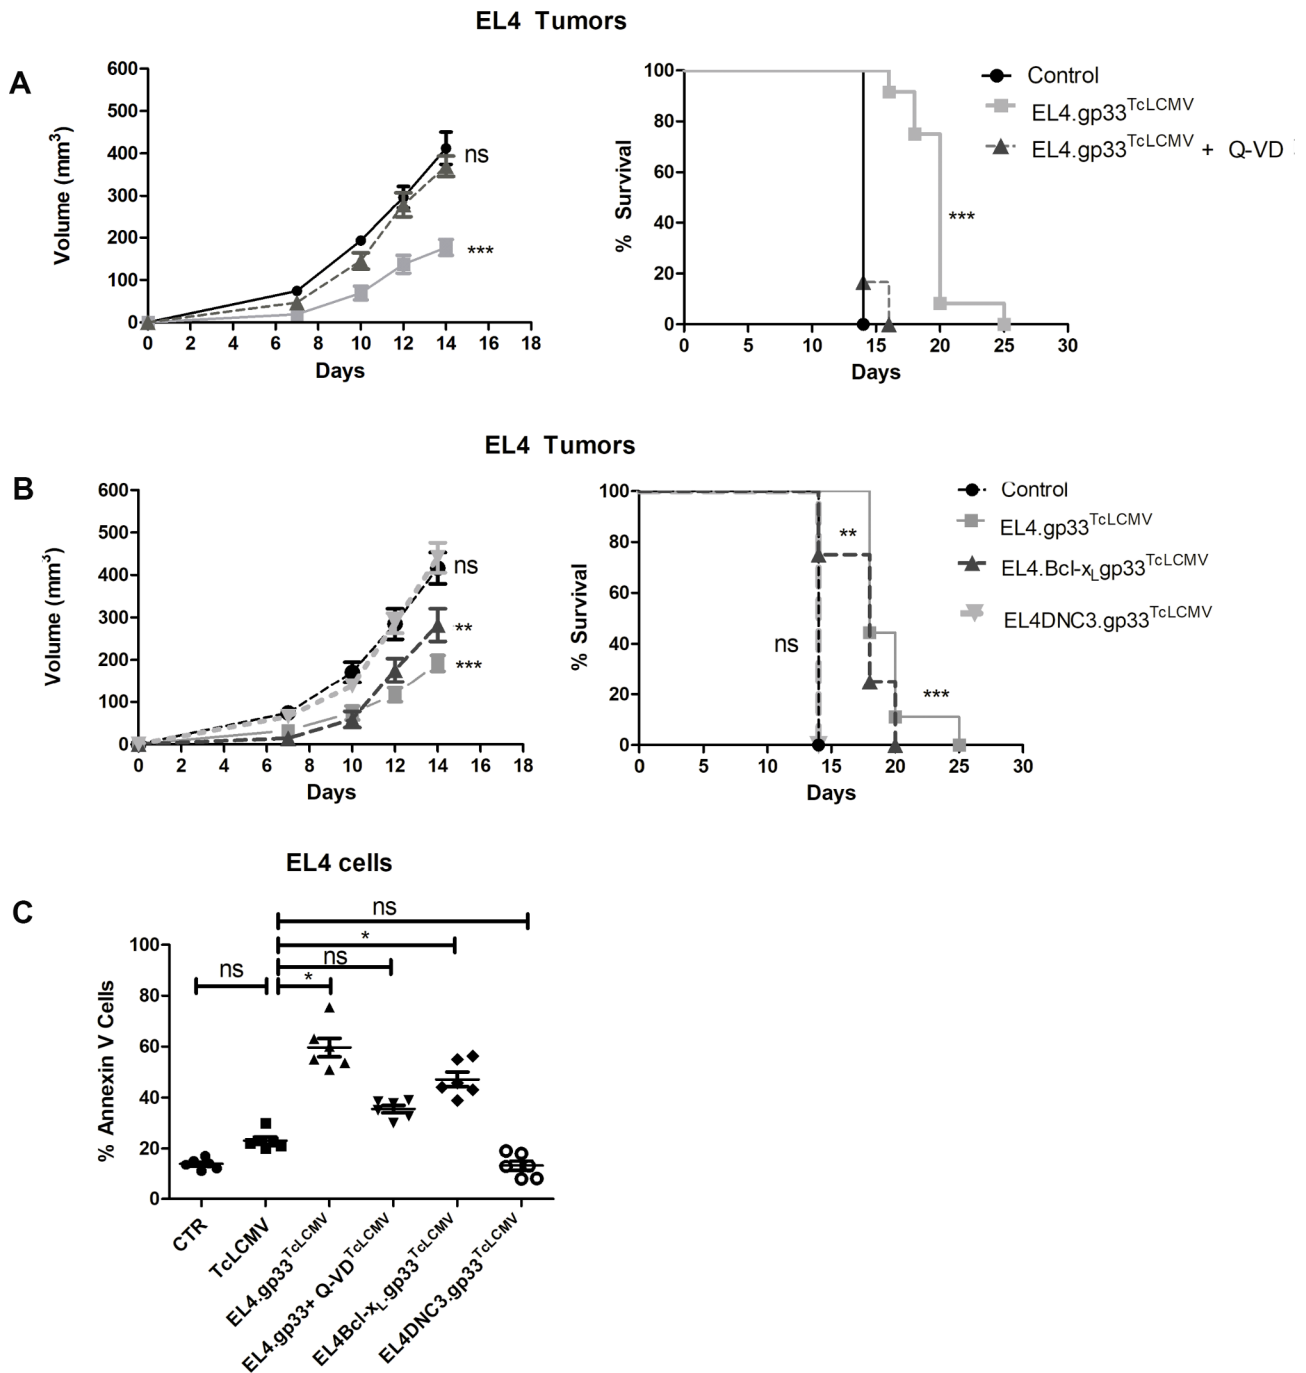 EL4 Tumors
A
Volume (mm³)
600
500
400
300
200
100
0
0 2 4 6 8 10 12 14 16 18
Days
ns
***
% Survival
100
80
60
40
20
0
0 5 10 15 20 25 30
Days
***
Control
EL4.gp33TcLCMV
EL4.gp33TcLCMV + Q-VD
EL4 Tumors
B
Volume (mm³)
600
500
400
300
200
100
0
0 2 4 6 8 10 12 14 16 18
Days
ns
**
***
% Survival
100
80
60
40
20
0
0 5 10 15 20 25 30
Days
**
ns
***
Control
EL4.gp33TcLCMV
EL4.Bcl-xLgp33TcLCMV
EL4DNC3.gp33TcLCMV
EL4 cells
C
% Annexin V Cells
100
80
60
40
20
0
ns
*
ns
ns
*
CTR
TcLCMV
EL4.gp33TcLCMV
EL4.gp33+ Q-VDTcLCMV
EL4Bcl-xL.gp33TcLCMV
EL4DNC3.gp33TcLCMV